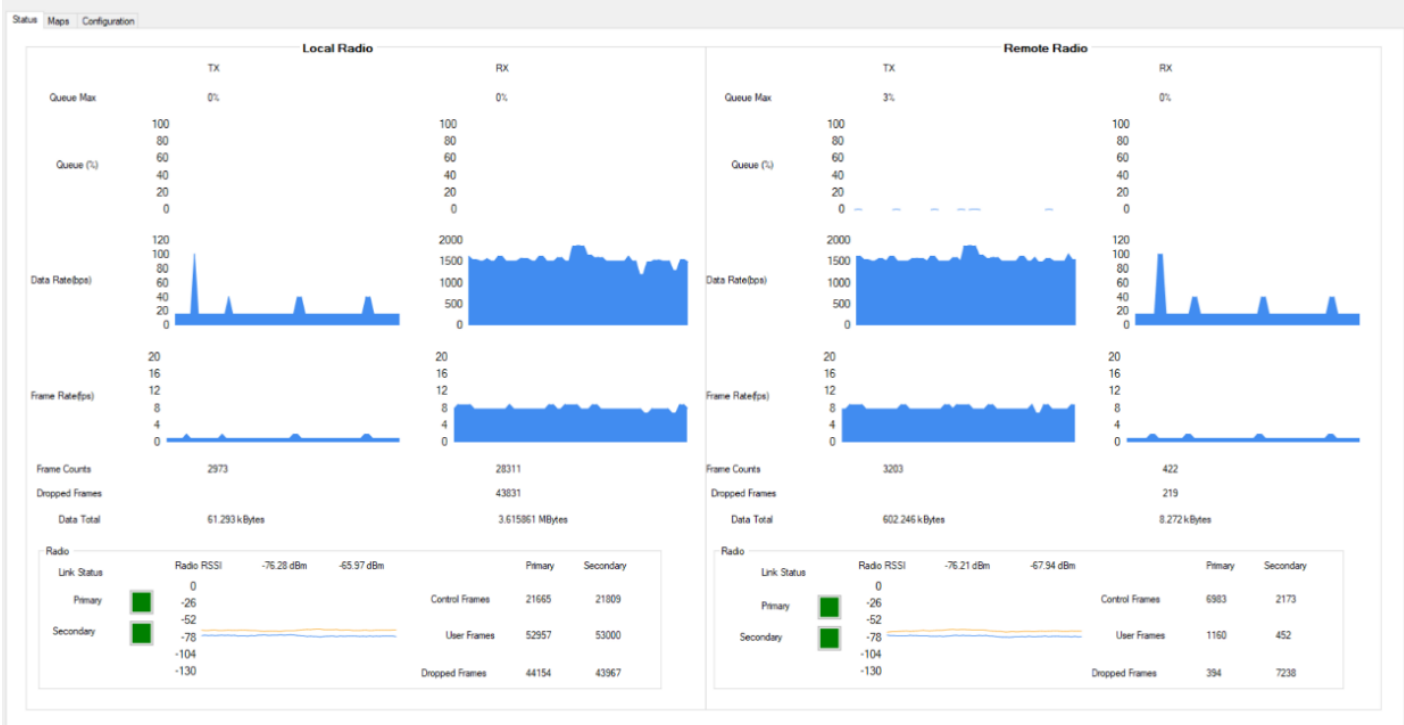 Status Maps Configuration
Local Radio
TX RX
Queue Max 0% 0%
Queue (%)
100
80
60
40
20
0
100
80
60
40
20
0
Data Rate(bps)
120
100
80
60
40
20
0
2000
1500
1000
500
0
Frame Rate(fps)
20
16
12
8
4
0
20
16
12
8
4
0
Frame Counts 2973 28311
Dropped Frames 43831
Data Total 61.293 kBytes 3.615861 MBytes
Radio
Link Status
Primary
Secondary
Radio RSSI -76.28 dBm -65.97 dBm
0
-26
-52
-78
-104
-130
Primary Secondary
Control Frames 21665 21809
User Frames 52957 53000
Dropped Frames 44154 43967
Remote Radio
TX RX
Queue Max 3% 0%
Queue (%)
100
80
60
40
20
0
100
80
60
40
20
0
Data Rate(bps)
2000
1500
1000
500
0
120
100
80
60
40
20
0
Frame Rate(fps)
20
16
12
8
4
0
20
16
12
8
4
0
Frame Counts 3203 422
Dropped Frames 219
Data Total 602.246 kBytes 8.272 kBytes
Radio
Link Status
Primary
Secondary
Radio RSSI -76.21 dBm -67.94 dBm
0
-26
-52
-78
-104
-130
Primary Secondary
Control Frames 6983 2173
User Frames 1160 452
Dropped Frames 394 7238